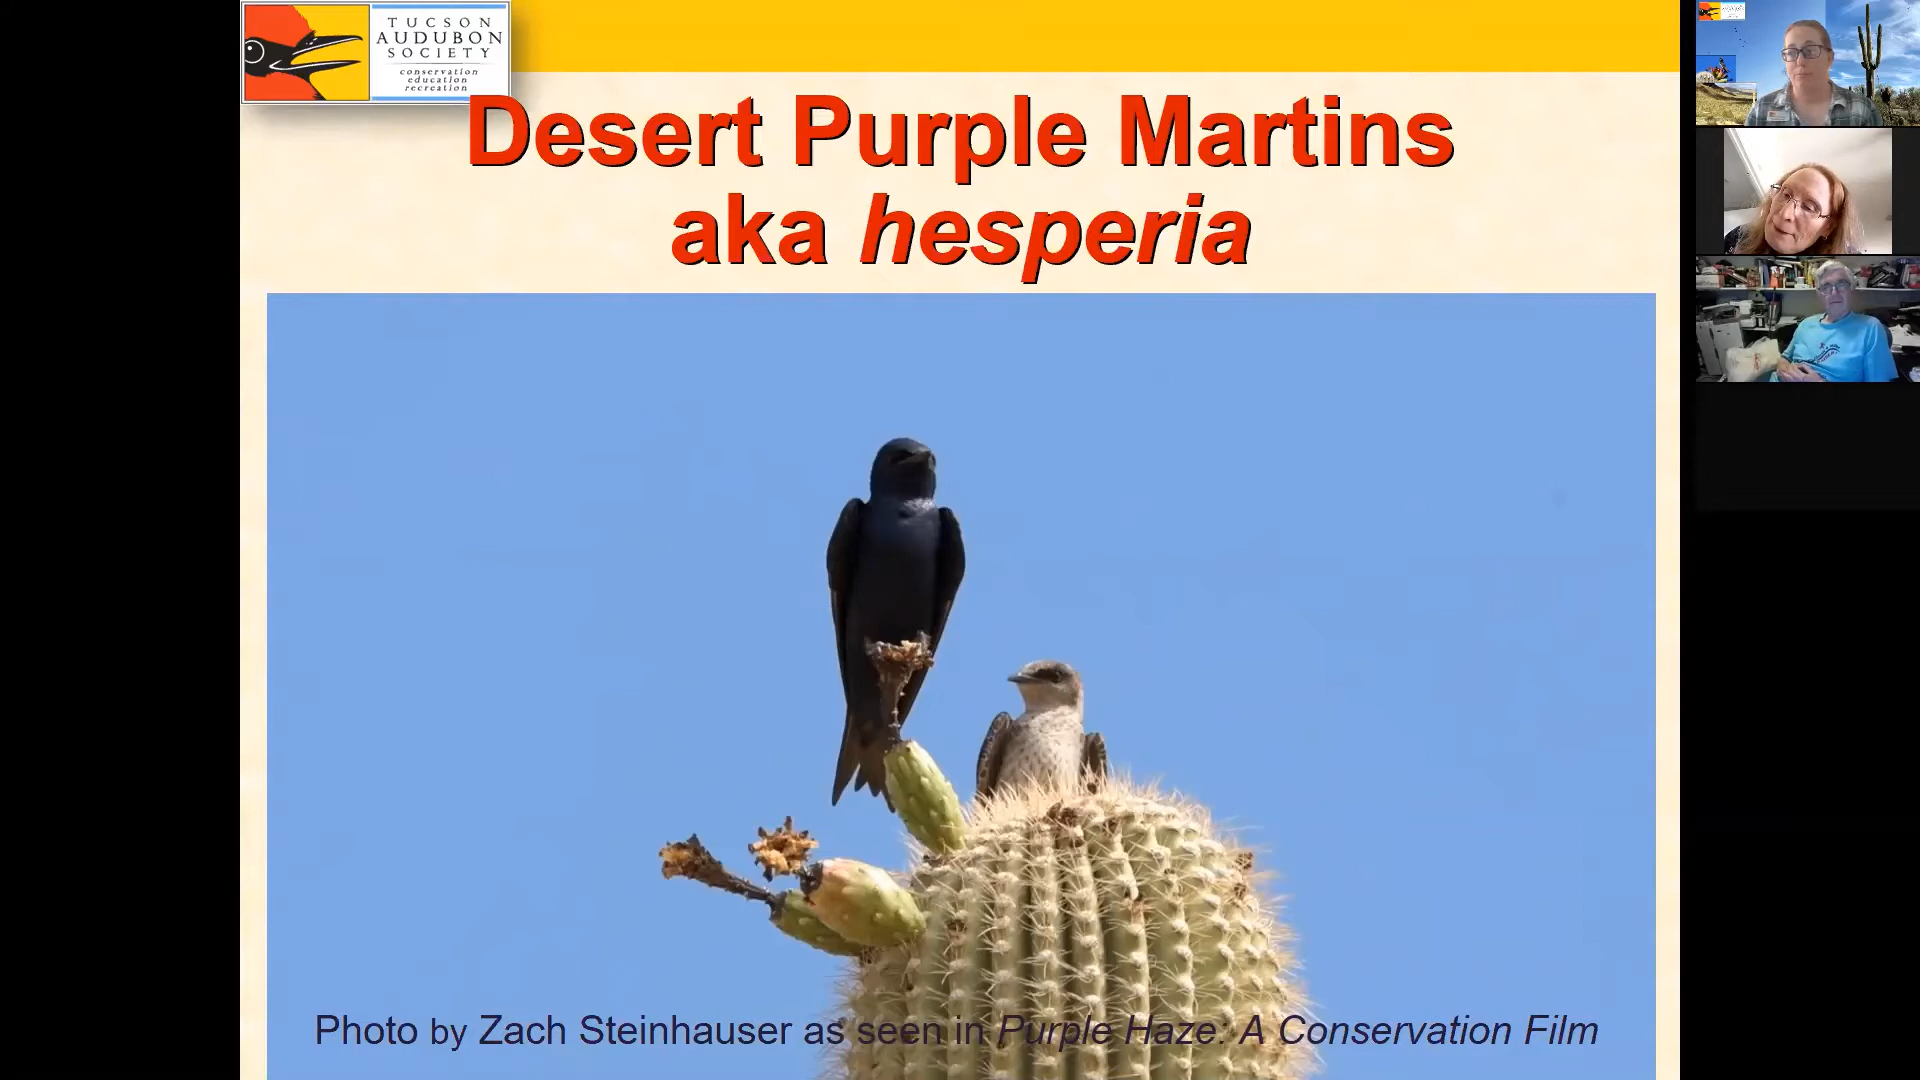 TUCSON
AUDUBON
SOCIETY
conservation
education
recreation
Desert Purple Martins
aka hesperia
Photo by Zach Steinhauser as seen in Purple Haze: A Conservation Film